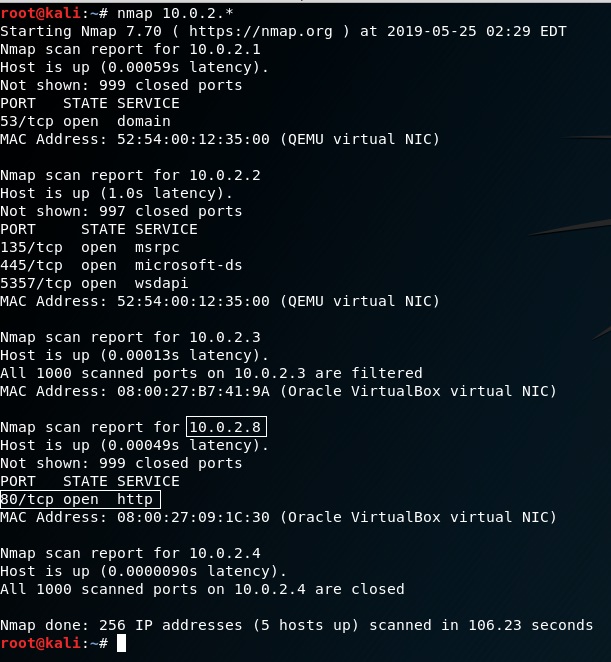 root@kali:~# nmap 10.0.2.*
Starting Nmap 7.70 ( https://nmap.org ) at 2019-05-25 02:29 EDT
Nmap scan report for 10.0.2.1
Host is up (0.00059s latency).
Not shown: 999 closed ports
PORT   STATE SERVICE
53/tcp open  domain
MAC Address: 52:54:00:12:35:00 (QEMU virtual NIC)

Nmap scan report for 10.0.2.2
Host is up (1.0s latency).
Not shown: 997 closed ports
PORT     STATE SERVICE
135/tcp  open  msrpc
445/tcp  open  microsoft-ds
5357/tcp open  wsdapi
MAC Address: 52:54:00:12:35:00 (QEMU virtual NIC)

Nmap scan report for 10.0.2.3
Host is up (0.00013s latency).
All 1000 scanned ports on 10.0.2.3 are filtered
MAC Address: 08:00:27:B7:41:9A (Oracle VirtualBox virtual NIC)

Nmap scan report for 10.0.2.8
Host is up (0.00049s latency).
Not shown: 999 closed ports
PORT   STATE SERVICE
80/tcp open  http
MAC Address: 08:00:27:09:1C:30 (Oracle VirtualBox virtual NIC)

Nmap scan report for 10.0.2.4
Host is up (0.0000090s latency).
All 1000 scanned ports on 10.0.2.4 are closed

Nmap done: 256 IP addresses (5 hosts up) scanned in 106.23 seconds
root@kali:~#